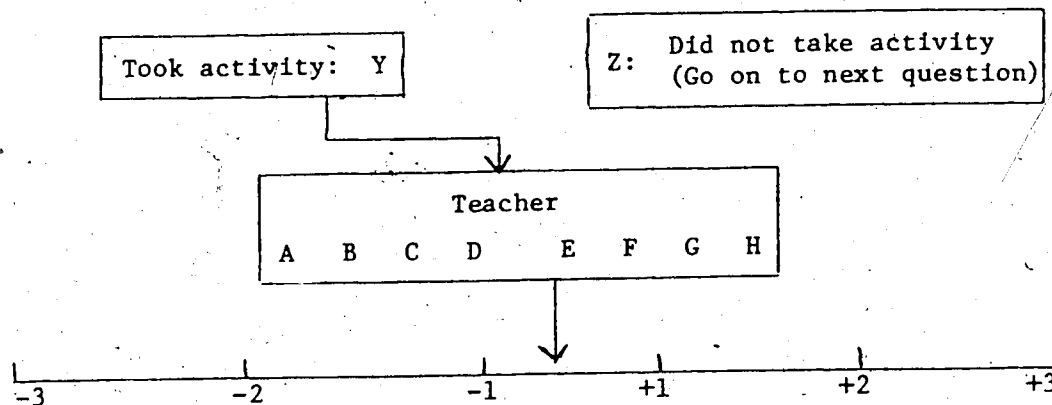 Took activity: Y
Z: Did not take activity
(Go on to next question)
Teacher
A B C D E F G H
-3 -2 -1 +1 +2 +3